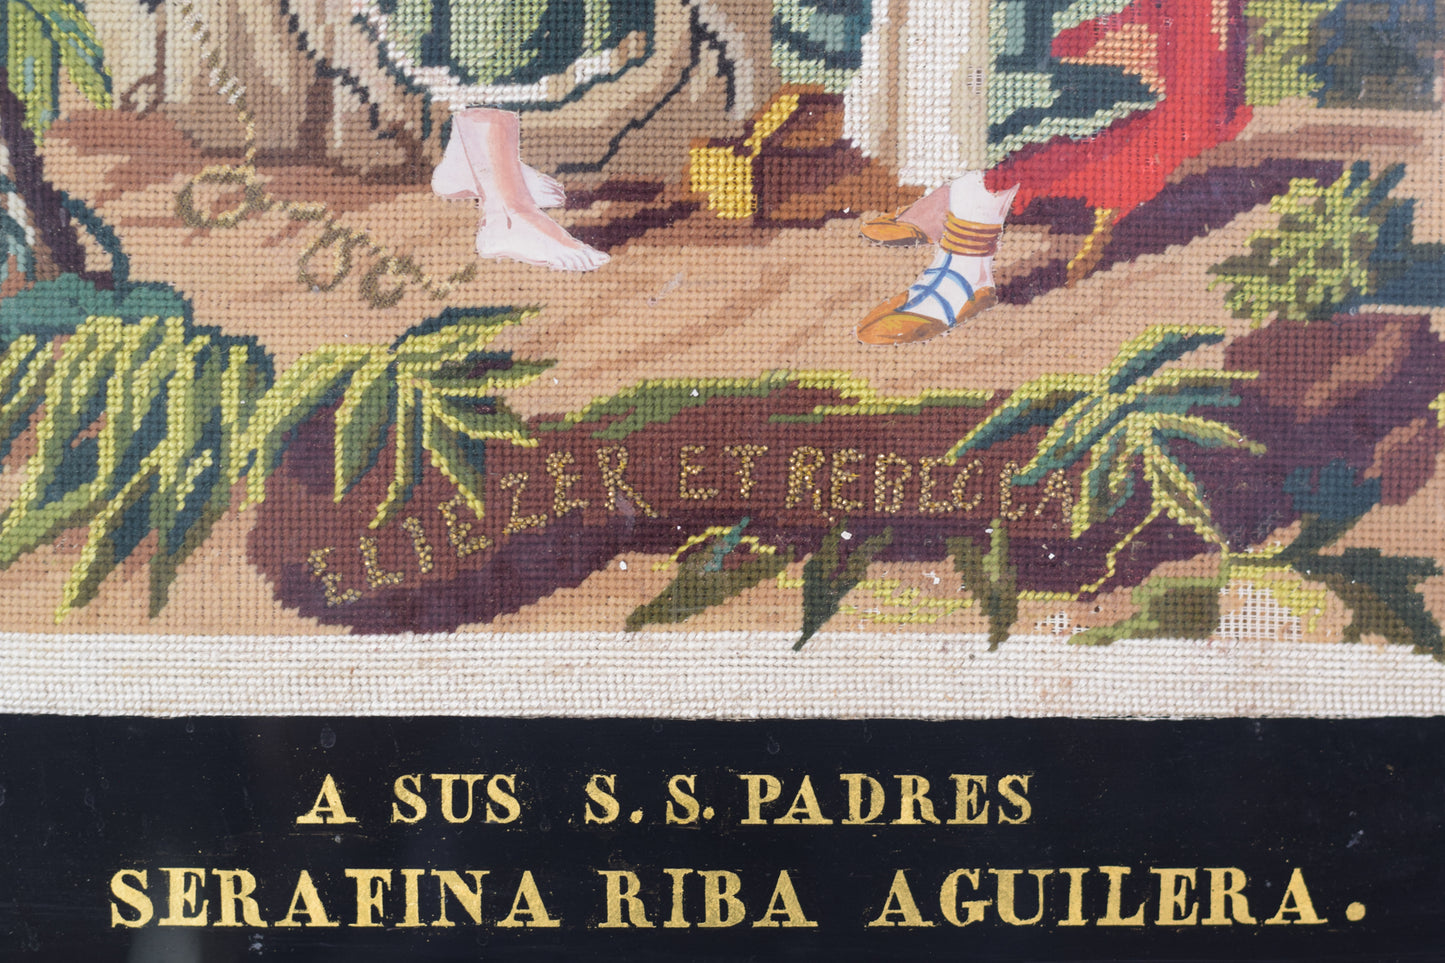 ELIEZER ET REBECCA
A SUS S. S. PADRES
SERAFINA RIBA AGUILERA.